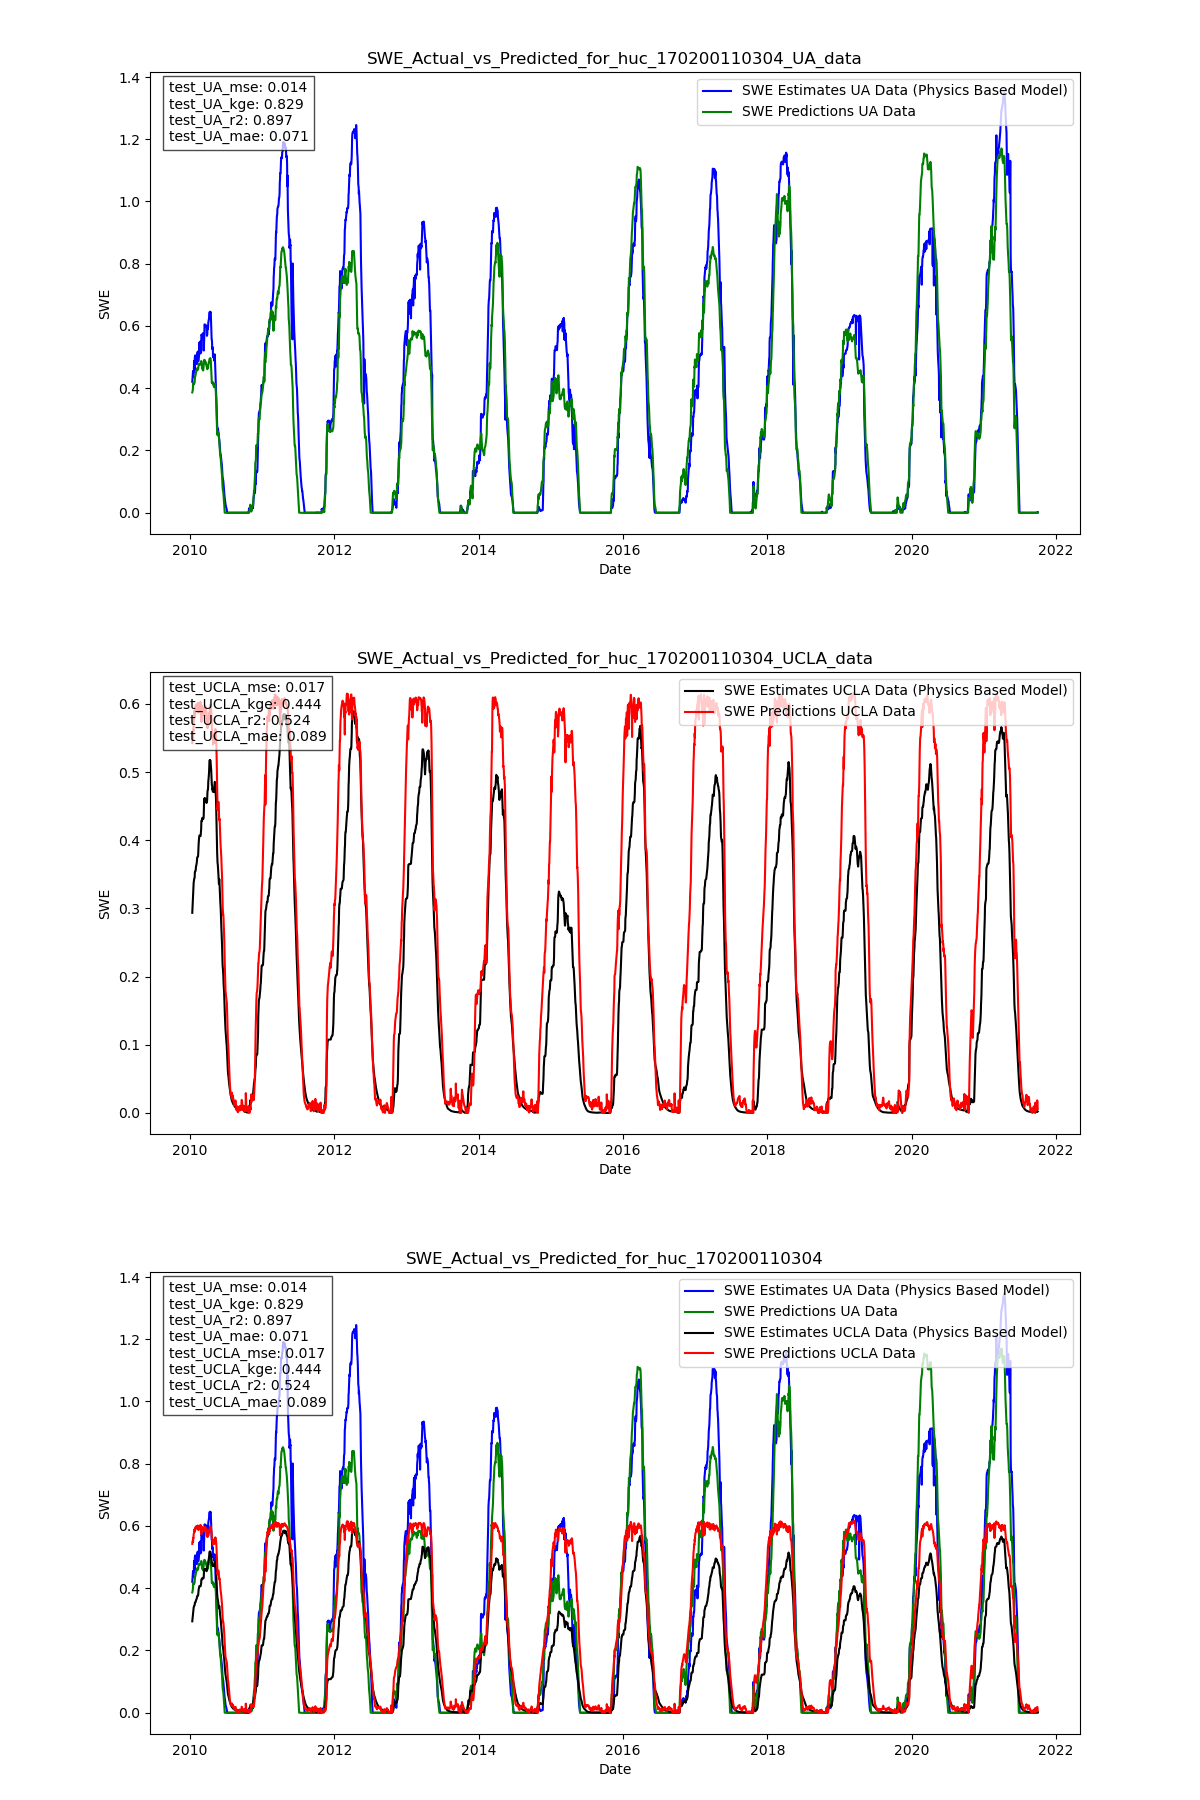 SWE_Actual_vs_Predicted_for_huc_170200110304_UA_data
test_UA_mse: 0.014
test_UA_kge: 0.829
test_UA_r2: 0.897
test_UA_mae: 0.071
SWE Estimates UA Data (Physics Based Model)
SWE Predictions UA Data
1.4
1.2
1.0
0.8
0.6
0.4
0.2
0.0
SWE
2010 2012 2014 2016 2018 2020 2022
Date
SWE_Actual_vs_Predicted_for_huc_170200110304_UCLA_data
test_UCLA_mse: 0.017
test_UCLA_kge: 0.444
test_UCLA_r2: 0.524
test_UCLA_mae: 0.089
SWE Estimates UCLA Data (Physics Based Model)
SWE Predictions UCLA Data
0.6
0.5
0.4
0.3
0.2
0.1
0.0
SWE
2010 2012 2014 2016 2018 2020 2022
Date
SWE_Actual_vs_Predicted_for_huc_170200110304
test_UA_mse: 0.014
test_UA_kge: 0.829
test_UA_r2: 0.897
test_UA_mae: 0.071
test_UCLA_mse: 0.017
test_UCLA_kge: 0.444
test_UCLA_r2: 0.524
test_UCLA_mae: 0.089
SWE Estimates UA Data (Physics Based Model)
SWE Predictions UA Data
SWE Estimates UCLA Data (Physics Based Model)
SWE Predictions UCLA Data
1.4
1.2
1.0
0.8
0.6
0.4
0.2
0.0
SWE
2010 2012 2014 2016 2018 2020 2022
Date